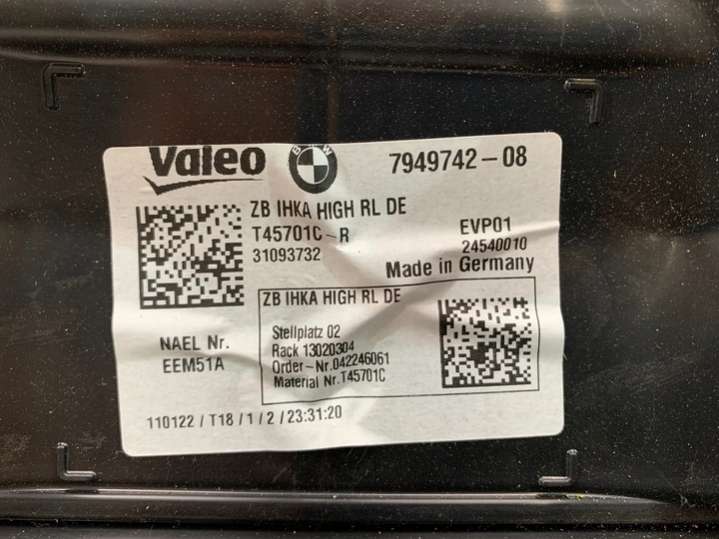 Valeo BMW 7949742-08
ZB IHKA HIGH RL DE
T45701C-R EVP01
31093732 24540010
Made in Germany
ZB IHKA HIGH RL DE
NAEL Nr.
EEM51A
Stellplatz 02
Rack 13020304
Order-Nr.042246061
Material Nr.T45701C
110122/T18/1/2/23:31:20